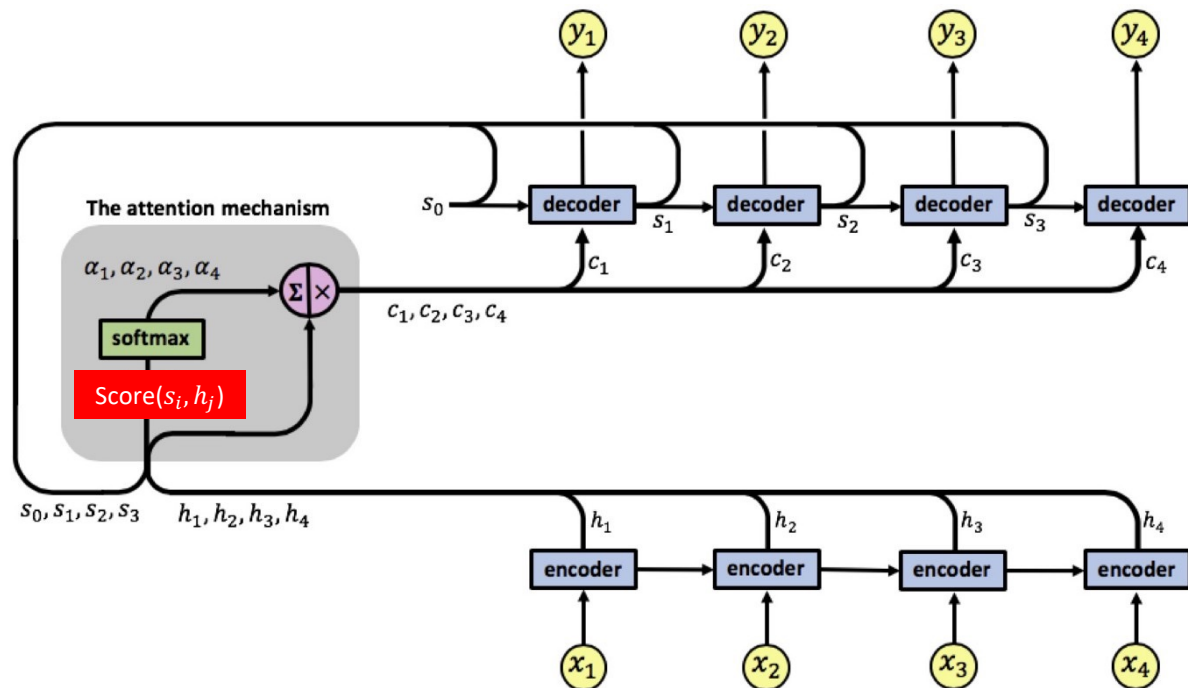 y₁ y₂ y₃ y₄
s₀ decoder s₁ decoder s₂ decoder s₃ decoder
The attention mechanism
α₁, α₂, α₃, α₄
Σ ×
c₁ c₂ c₃ c₄
c₁, c₂, c₃, c₄
softmax
Score(sᵢ, hⱼ)
s₀, s₁, s₂, s₃ h₁, h₂, h₃, h₄
h₁ h₂ h₃ h₄
encoder encoder encoder encoder
x₁ x₂ x₃ x₄